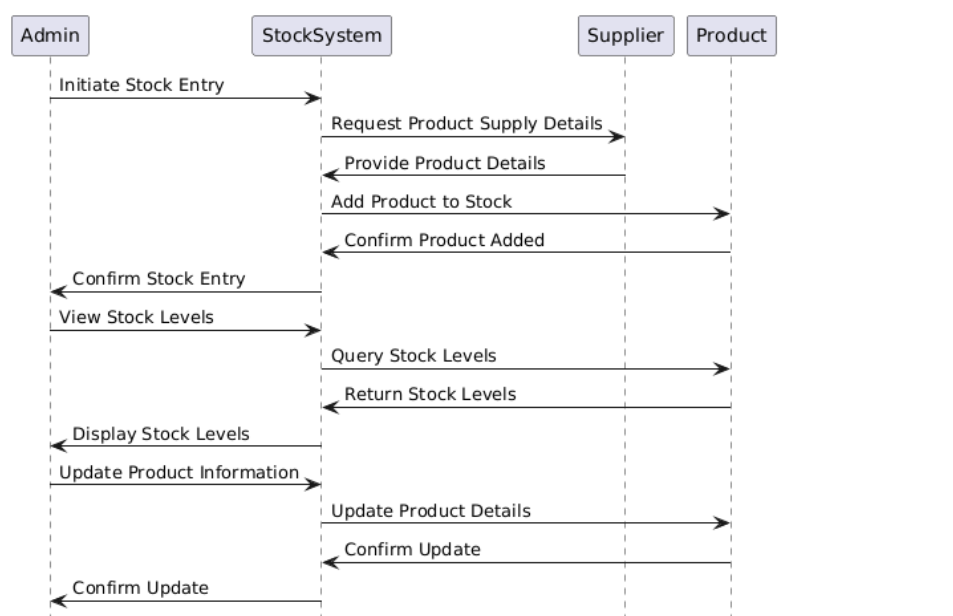 Admin
StockSystem
Supplier
Product
Initiate Stock Entry
Request Product Supply Details
Provide Product Details
Add Product to Stock
Confirm Product Added
Confirm Stock Entry
View Stock Levels
Query Stock Levels
Return Stock Levels
Display Stock Levels
Update Product Information
Update Product Details
Confirm Update
Confirm Update